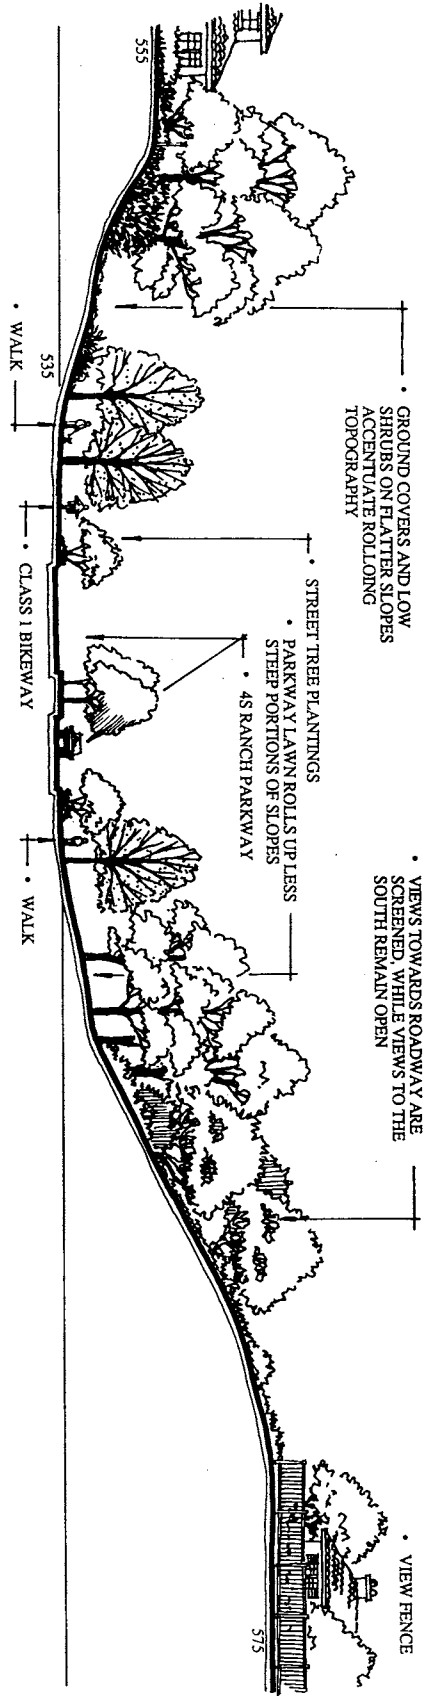 555
535
• WALK
• GROUND COVERS AND LOW
SHRUBS ON FLATTER SLOPES
ACCENTUATE ROLLOING
TOPOGRAPHY
• CLASS 1 BIKEWAY
• STREET TREE PLANTINGS
• PARKWAY LAWN ROLLS UP LESS
STEEP PORTIONS OF SLOPES
• 4S RANCH PARKWAY
• WALK
• VIEWS TOWARDS ROADWAY ARE
SCREENED, WHILE VIEWS TO THE
SOUTH REMAIN OPEN
• VIEW FENCE
575